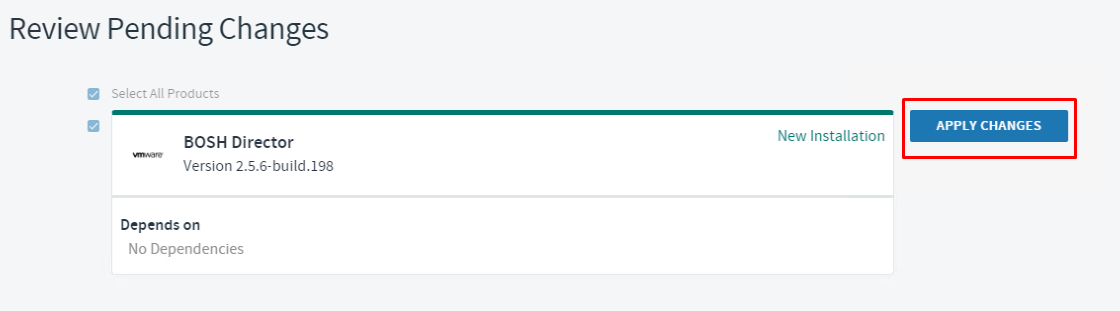 Review Pending Changes
Select All Products
BOSH Director
New Installation
APPLY CHANGES
vmware
Version 2.5.6-build.198
Depends on
No Dependencies